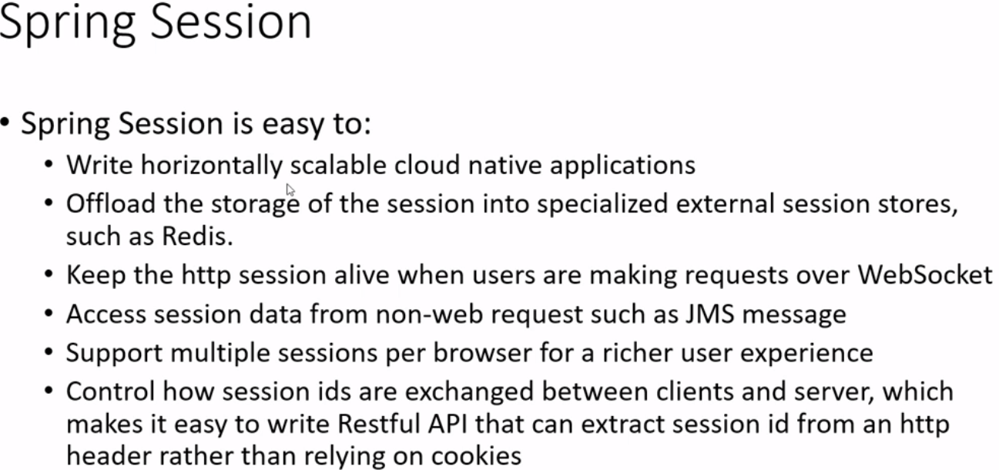 Spring Session
• Spring Session is easy to:
• Write horizontally scalable cloud native applications
• Offload the storage of the session into specialized external session stores,
such as Redis.
• Keep the http session alive when users are making requests over WebSocket
• Access session data from non-web request such as JMS message
• Support multiple sessions per browser for a richer user experience
• Control how session ids are exchanged between clients and server, which
makes it easy to write Restful API that can extract session id from an http
header rather than relying on cookies